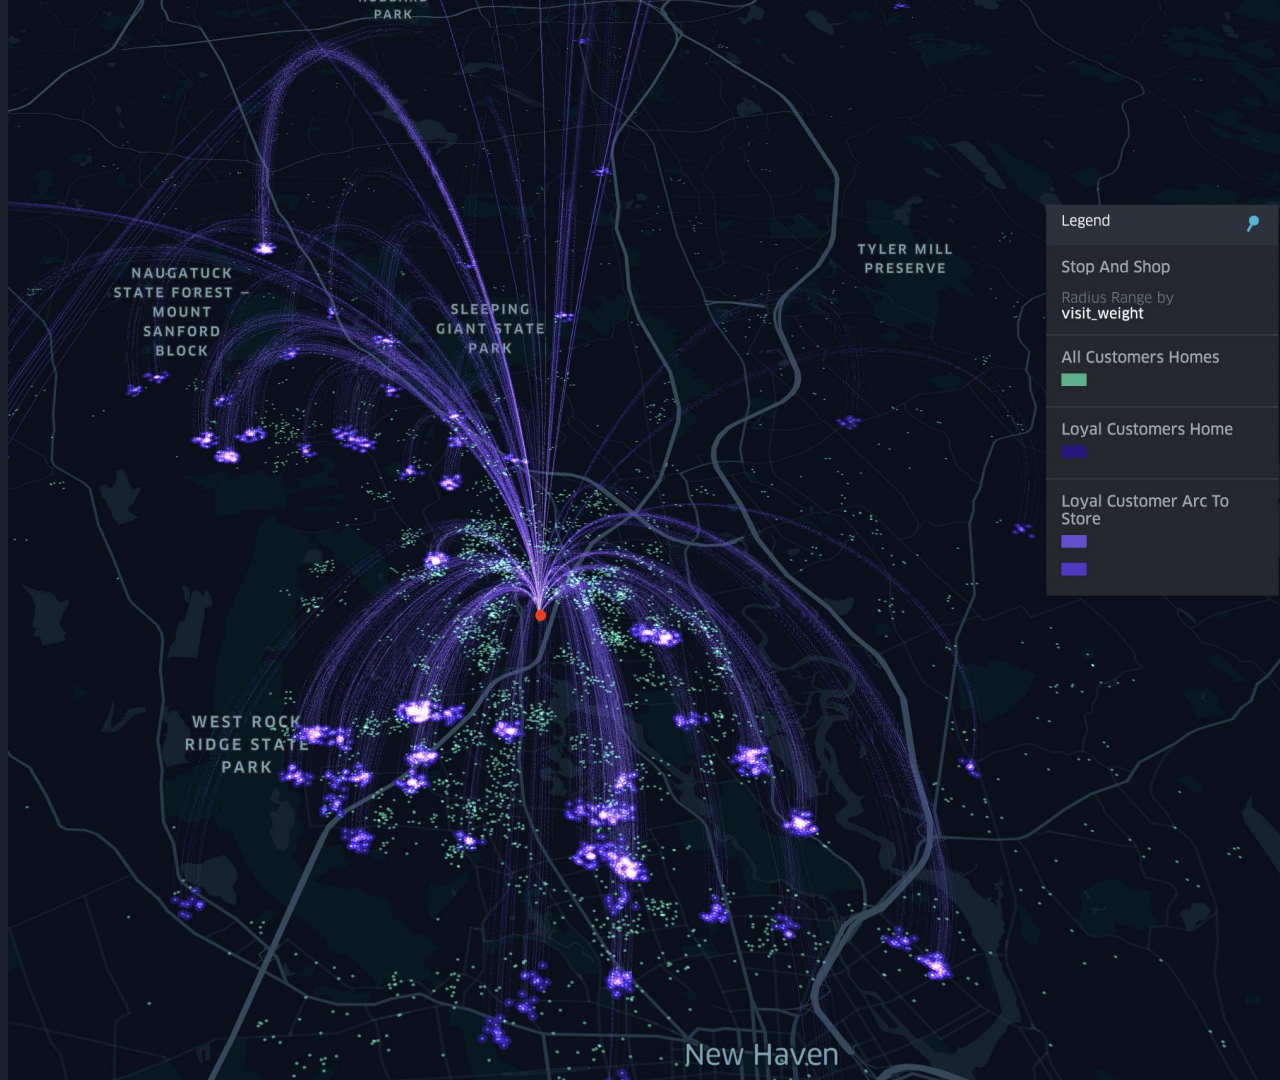 PARK
NAUGATUCK
STATE FOREST –
MOUNT
SANFORD
BLOCK
SLEEPING
GIANT STATE
PARK
TYLER MILL
PRESERVE
WEST ROCK
RIDGE STATE
PARK
New Haven
Legend
Stop And Shop
Radius Range by
visit_weight
All Customers Homes
Loyal Customers Home
Loyal Customer Arc To
Store